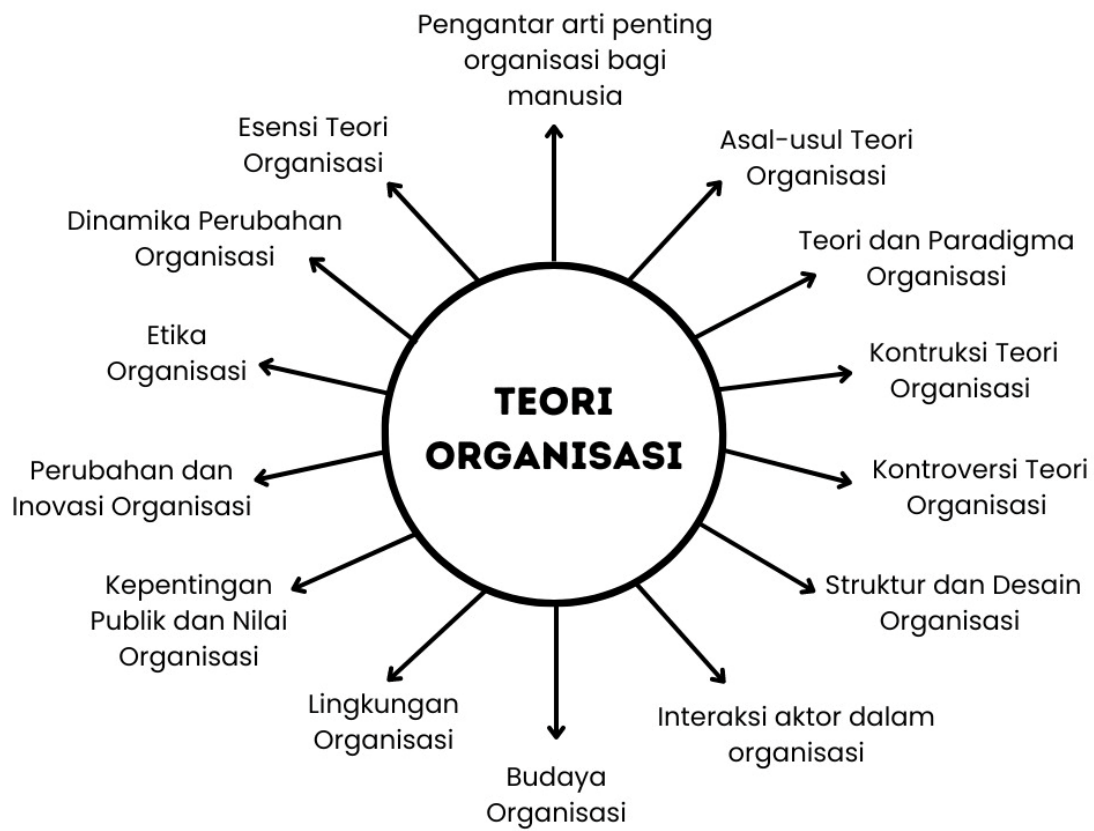 Pengantar arti penting
organisasi bagi
manusia
Asal-usul Teori
Organisasi
Teori dan Paradigma
Organisasi
Kontruksi Teori
Organisasi
Kontroversi Teori
Organisasi
Struktur dan Desain
Organisasi
Interaksi aktor dalam
organisasi
Budaya
Organisasi
Lingkungan
Organisasi
Kepentingan
Publik dan Nilai
Organisasi
Perubahan dan
Inovasi Organisasi
Etika
Organisasi
Dinamika Perubahan
Organisasi
Esensi Teori
Organisasi
TEORI
ORGANISASI